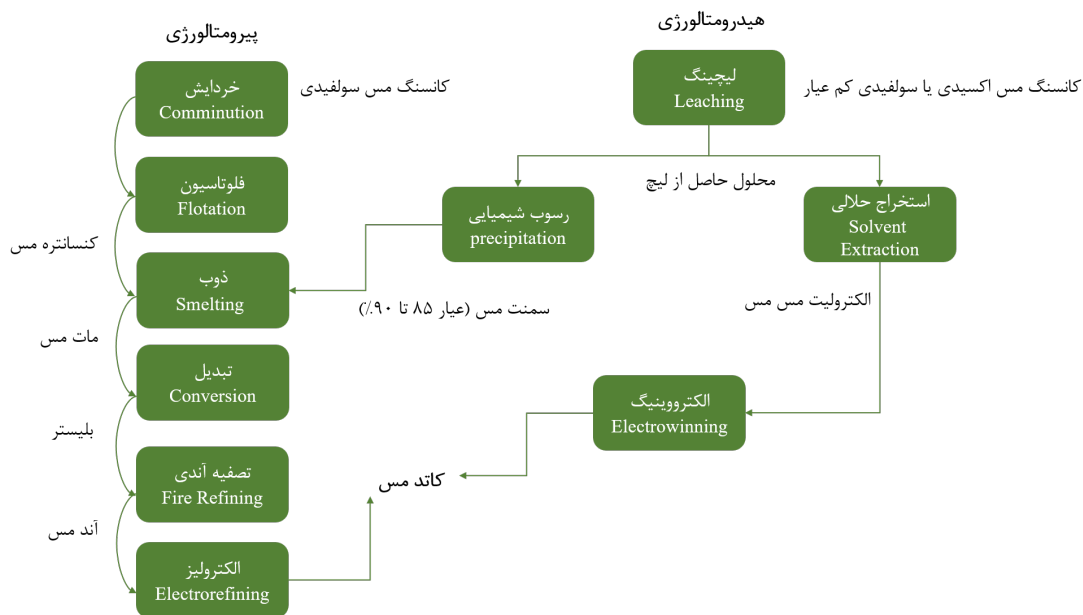 هیدرومتالورژی
پیرومتالورژی
لیچینگ
Leaching
کانسنگ مس اکسیدی یا سولفیدی کم عیار
خردایش
Comminution
کانسنگ مس سولفیدی
محلول حاصل از لیچ
فلوتاسیون
Flotation
رسوب شیمیایی
precipitation
استخراج حلالی
Solvent
Extraction
کنسانتره مس
ذوب
Smelting
سمنت مس (عیار ۸۵ تا ۹۰٪)
الکترولیت مس مس
مات مس
تبدیل
Conversion
الکترووینیگ
Electrowinning
بلیستر
تصفیه آندی
Fire Refining
کاتد مس
آند مس
الکترولیز
Electrorefining